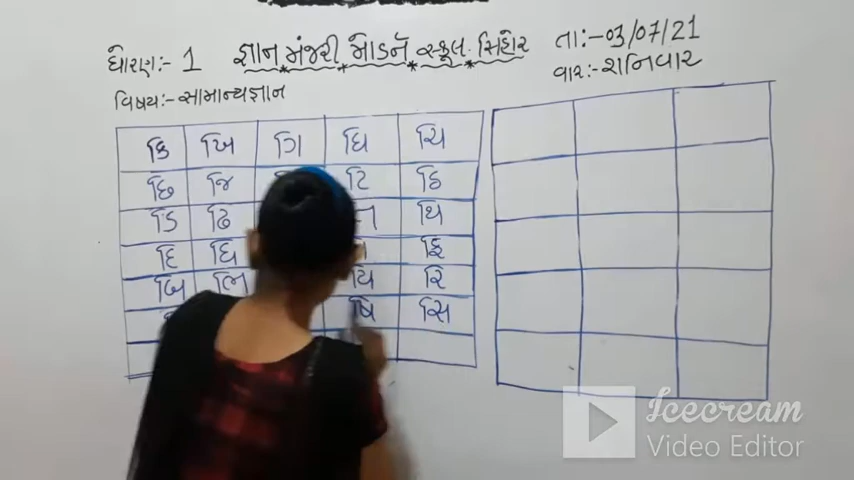 ધોરણ:- 1 જ્ઞાન મંજરી મોડર્ન સ્કૂલ. સિહોર તા:-03/07/21
વિષય:-સામાન્યજ્ઞાન વાર:-શનિવાર
કિ ખિ ગિ ઘિ ચિ
છિ જિ ટિ ઠિ
ડિ ઢિ થિ
દિ ધિ ફિ
બિ ભિ યિ રિ
ષિ સિ
Icecream
Video Editor